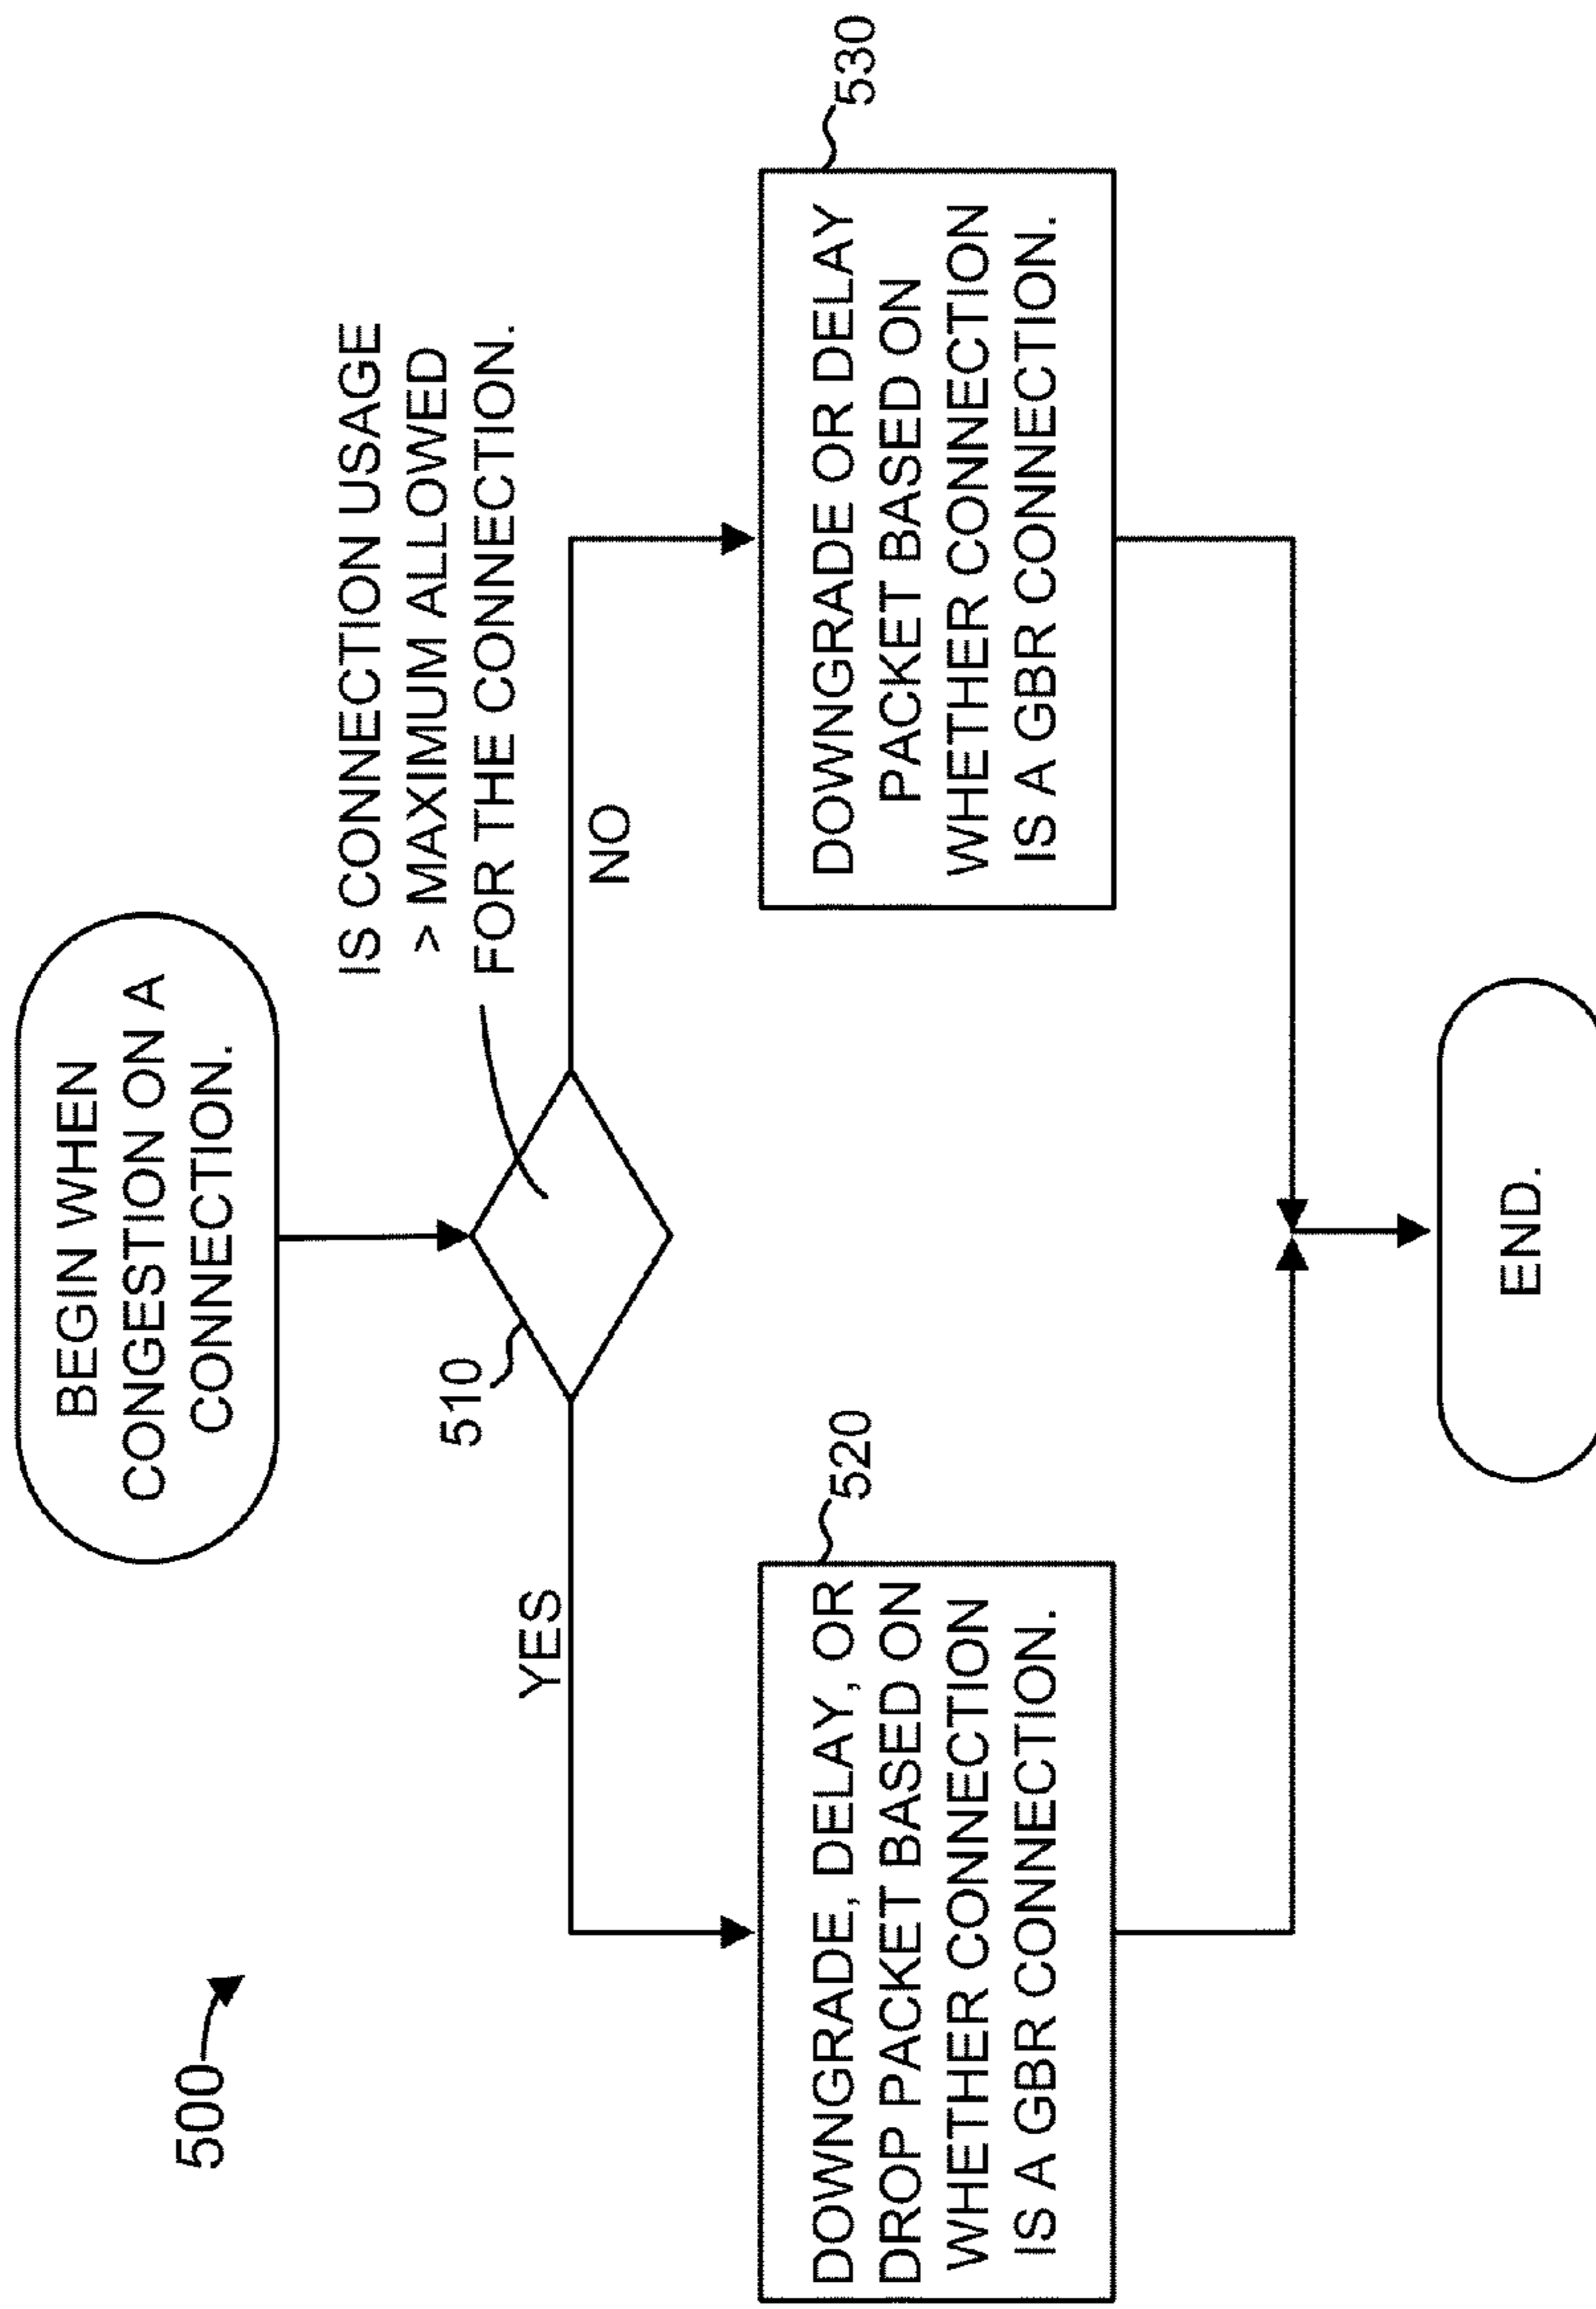 500
BEGIN WHEN
CONGESTION ON A
CONNECTION.
510
IS CONNECTION USAGE
> MAXIMUM ALLOWED
FOR THE CONNECTION.
YES
NO
520
DOWNGRADE, DELAY, OR
DROP PACKET BASED ON
WHETHER CONNECTION
IS A GBR CONNECTION.
530
DOWNGRADE OR DELAY
PACKET BASED ON
WHETHER CONNECTION
IS A GBR CONNECTION.
END.